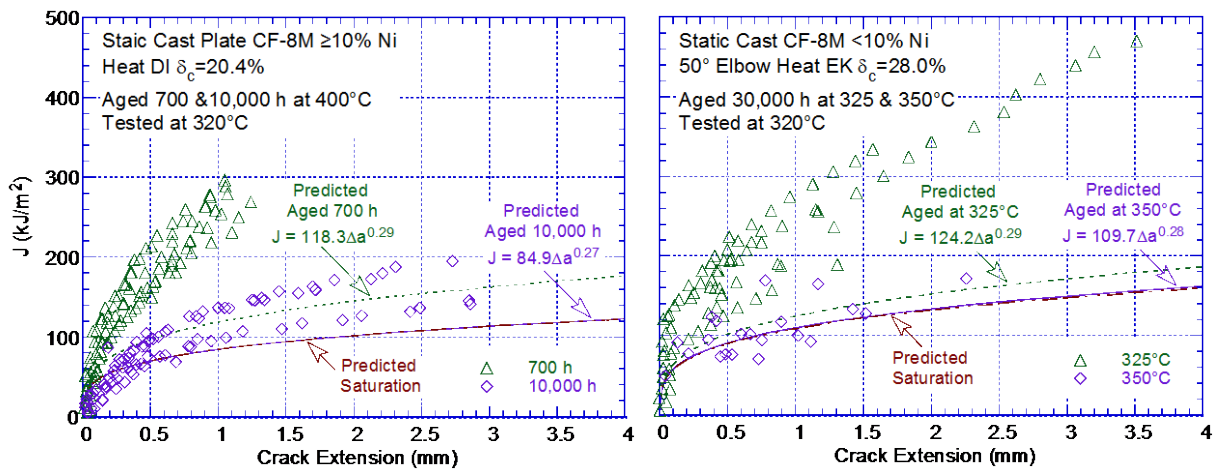 500
400
300
200
100
0
J (kJ/m²)
Staic Cast Plate CF-8M ≥10% Ni
Heat DI δc=20.4%
Aged 700 &10,000 h at 400°C
Tested at 320°C
Predicted
Aged 700 h
J = 118.3Δa^0.29
Predicted
Aged 10,000 h
J = 84.9Δa^0.27
Predicted
Saturation
700 h
10,000 h
0 0.5 1 1.5 2 2.5 3 3.5 4
Crack Extension (mm)
Static Cast CF-8M <10% Ni
50° Elbow Heat EK δc=28.0%
Aged 30,000 h at 325 & 350°C
Tested at 320°C
Predicted
Aged at 325°C
J = 124.2Δa^0.29
Predicted
Aged at 350°C
J = 109.7Δa^0.28
Predicted
Saturation
325°C
350°C
0 0.5 1 1.5 2 2.5 3 3.5 4
Crack Extension (mm)